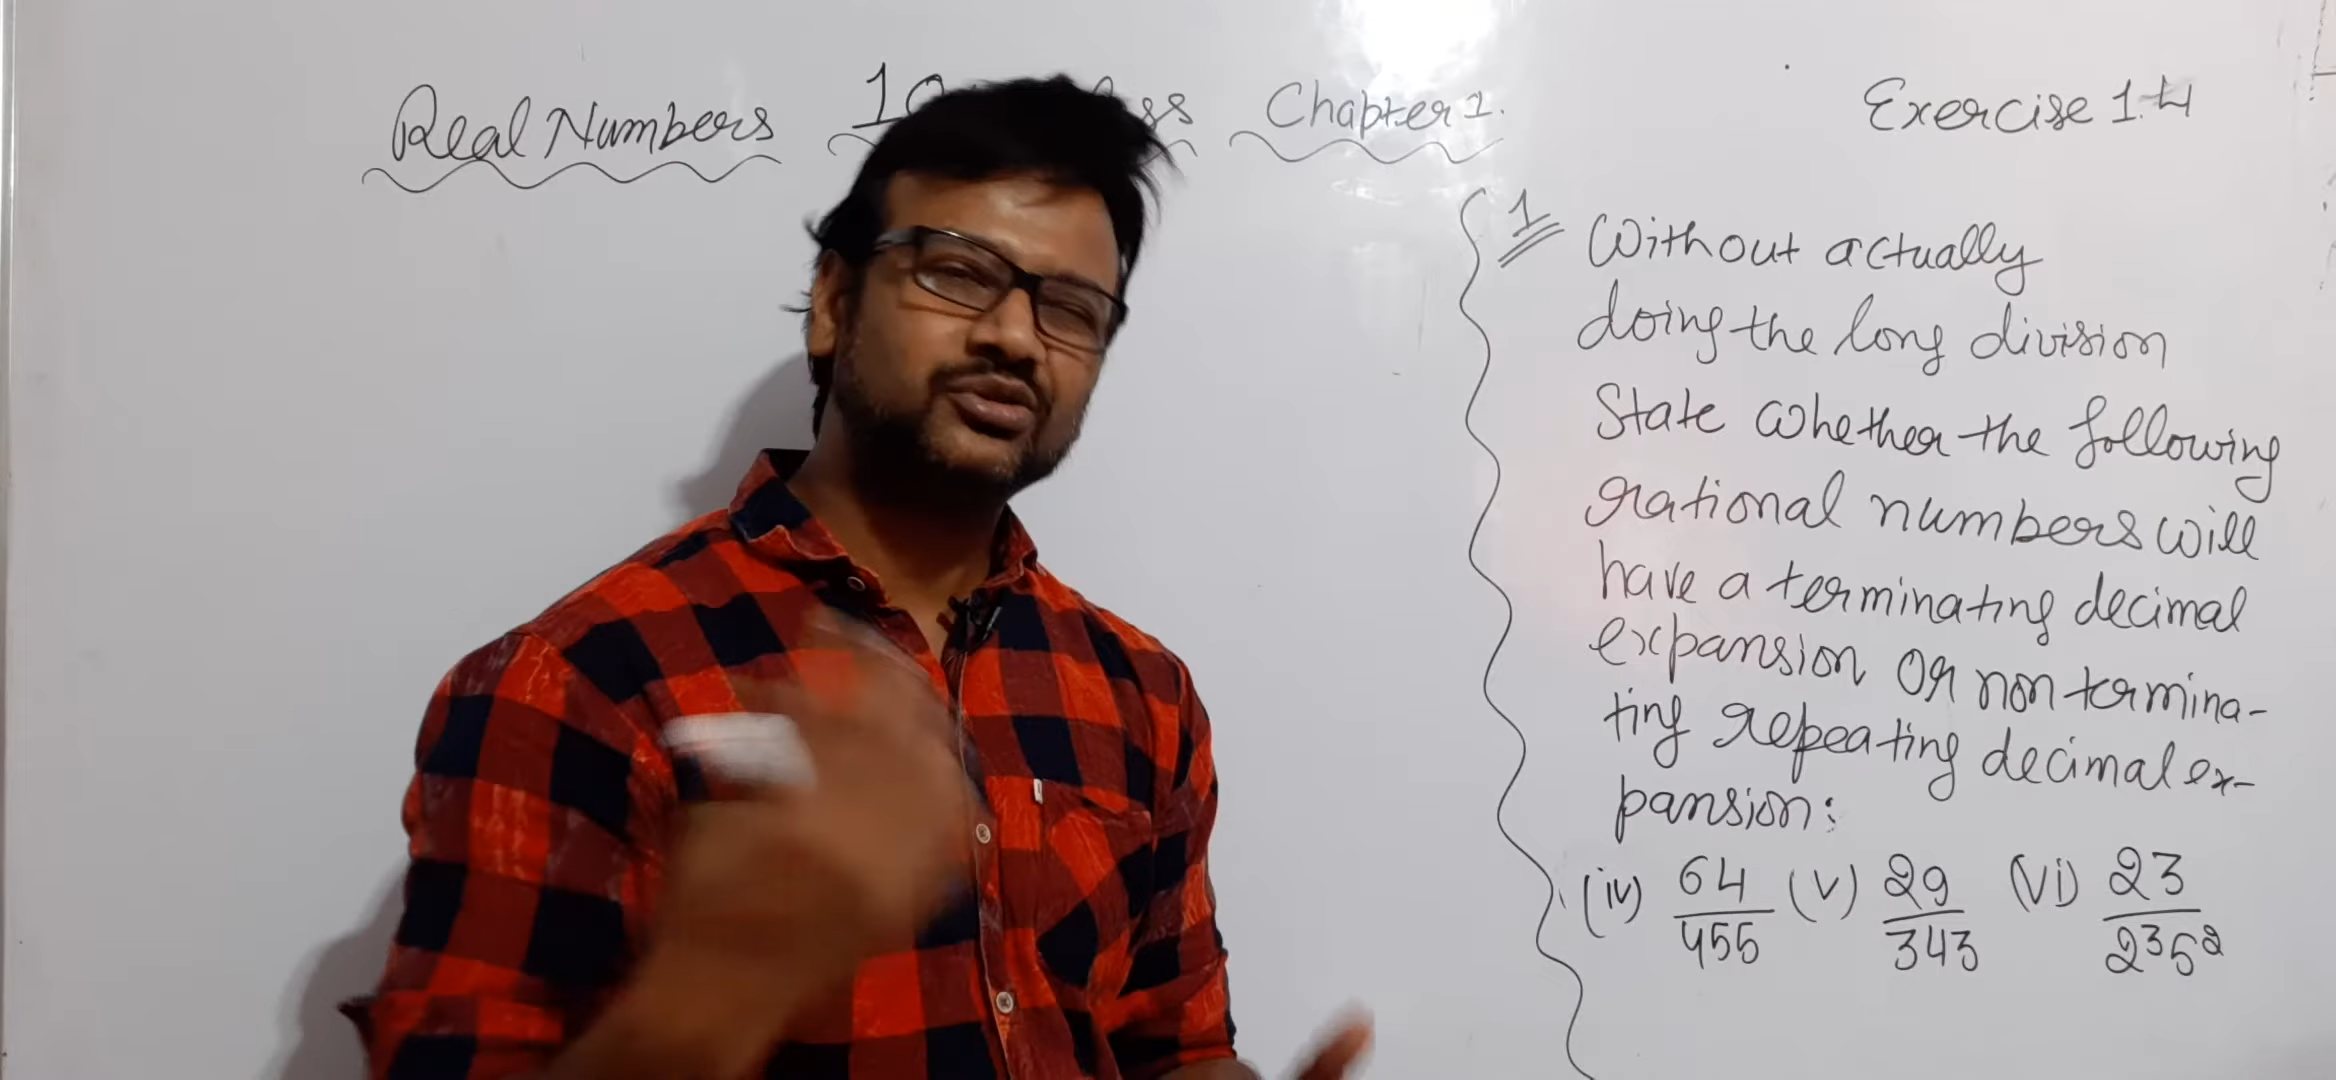 Real Numbers 10 Chapter 1.
Exercise 1.4
1 Without actually
doing the long division
State whether the following
rational numbers will
have a terminating decimal
expansion or non termina-
ting repeating decimal ex-
pansion:
(iv) 64/455 (v) 29/343 (vi) 23/2³5²